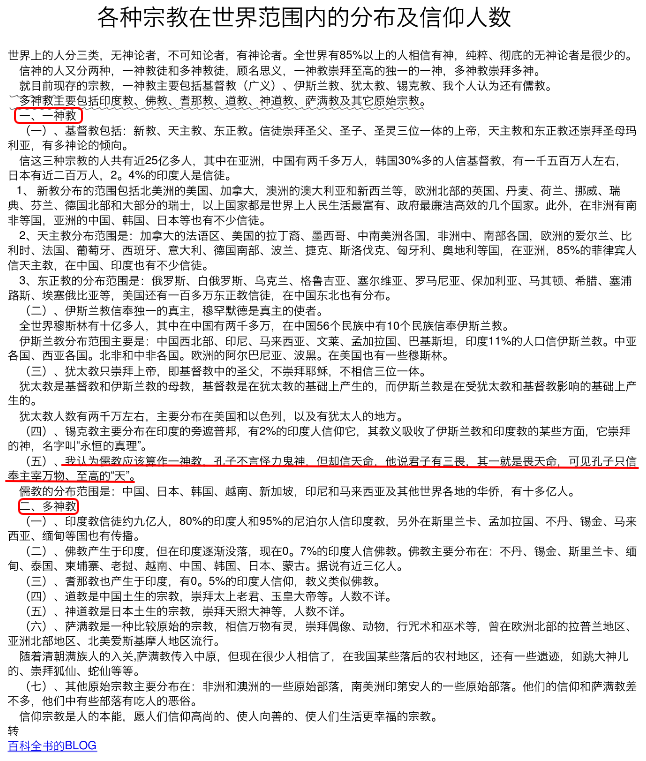 各种宗教在世界范围内的分布及信仰人数
世界上的人分三类，无神论者，不可知论者，有神论者。全世界有85%以上的人相信有神，纯粹、彻底的无神论者是很少的。
信神的人又分两种，一神教徒和多神教徒，顾名思义，一神教崇拜至高的独一的一神，多神教崇拜多神。
就目前现存的宗教，一神教主要包括基督教（广义）、伊斯兰教、犹太教、锡克教、我个人认为还有儒教。
多神教主要包括印度教、佛教、耆那教、道教、神道教、萨满教及其它原始宗教。
一、一神教
（一）、基督教包括：新教、天主教、东正教。信徒崇拜圣父、圣子、圣灵三位一体的上帝，天主教和东正教还崇拜圣母玛
利亚，有多神论的倾向。
信这三种宗教的人共有近25亿多人，其中在亚洲，中国有两千多万人，韩国30%多的人信基督教，有一千五百万人左右，
日本有近二百万人，2。4%的印度人是信徒。
1、 新教分布的范围包括北美洲的美国、加拿大，澳洲的澳大利亚和新西兰等，欧洲北部的英国、丹麦、荷兰、挪威、瑞
典、芬兰、德国北部和大部分的瑞士，以上国家都是世界上人民生活最富有、政府最廉洁高效的几个国家。此外，在非洲有南
非等国，亚洲的中国、韩国、日本等也有不少信徒。
2、天主教分布范围是：加拿大的法语区、美国的拉丁裔、墨西哥、中南美洲各国，非洲中、南部各国，欧洲的爱尔兰、比
利时、法国、葡萄牙、西班牙、意大利、德国南部、波兰、捷克、斯洛伐克、匈牙利、奥地利等国，在亚洲，85%的菲律宾人
信天主教，在中国、印度也有不少信徒。
3、东正教的分布范围是：俄罗斯、白俄罗斯、乌克兰、格鲁吉亚、塞尔维亚、罗马尼亚、保加利亚、马其顿、希腊、塞浦
路斯、埃塞俄比亚等，美国还有一百多万东正教信徒，在中国东北也有分布。
（二）、伊斯兰教信奉独一的真主，穆罕默德是真主的使者。
全世界穆斯林有十亿多人，其中在中国有两千多万，在中国56个民族中有10个民族信奉伊斯兰教。
伊斯兰教分布范围主要是：中国西北部、印尼、马来西亚、文莱、孟加拉国、巴基斯坦，印度11%的人口信伊斯兰教。中亚
各国、西亚各国。北非和中非各国。欧洲的阿尔巴尼亚、波黑。在美国也有一些穆斯林。
（三）、犹太教只崇拜上帝，即基督教中的圣父，不崇拜耶稣，不相信三位一体。
犹太教是基督教和伊斯兰教的母教，基督教是在犹太教的基础上产生的，而伊斯兰教是在受犹太教和基督教影响的基础上产
生的。
犹太教人数有两千万左右，主要分布在美国和以色列，以及有犹太人的地方。
（四）、锡克教主要分布在印度的旁遮普邦，有2%的印度人信仰它，其教义吸收了伊斯兰教和印度教的某些方面，它崇拜
的神，名字叫“永恒的真理”。
（五）、我认为儒教应该算作一神教，孔子不言怪力鬼神，但却信天命，他说君子有三畏，其一就是畏天命，可见孔子只信
奉主宰万物、至高的“天”。
儒教的分布范围是：中国、日本、韩国、越南、新加坡，印尼和马来西亚及其他世界各地的华侨，有十多亿人。
二、多神教
（一）、印度教信徒约九亿人，80%的印度人和95%的尼泊尔人信印度教，另外在斯里兰卡、孟加拉国、不丹、锡金、马来
西亚、缅甸等国也有传播。
（二）、佛教产生于印度，但在印度逐渐没落，现在0。7%的印度人信佛教。佛教主要分布在：不丹、锡金、斯里兰卡、缅
甸、泰国、柬埔寨、老挝、越南、中国、韩国、日本、蒙古。据说有近三亿人。
（三）、耆那教也产生于印度，有0。5%的印度人信仰，教义类似佛教。
（四）、道教是中国土生的宗教，崇拜太上老君、玉皇大帝等。人数不详。
（五）、神道教是日本土生的宗教，崇拜天照大神等，人数不详。
（六）、萨满教是一种比较原始的宗教，相信万物有灵，崇拜偶像、动物，行咒术和巫术等，曾在欧洲北部的拉普兰地区、
亚洲北部地区、北美爱斯基摩人地区流行。
随着清朝满族人的入关,萨满教传入中原，但现在很少人相信了，在我国某些落后的农村地区，还有一些遗迹，如跳大神儿
的、崇拜狐仙、蛇仙等等。
（七）、其他原始宗教主要分布在：非洲和澳洲的一些原始部落，南美洲印第安人的一些原始部落。他们的信仰和萨满教差
不多，他们中有些部落有吃人的恶俗。
信仰宗教是人的本能，愿人们信仰高尚的、使人向善的、使人们生活更幸福的宗教。
转
百科全书的BLOG